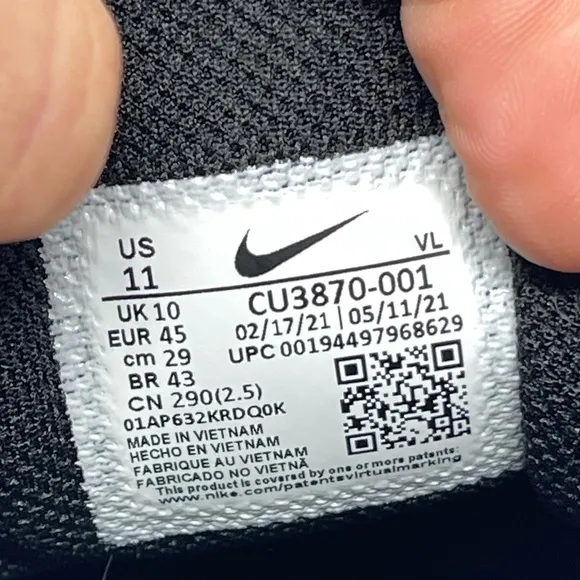 US
11
VL
UK 10
EUR 45
cm 29
BR 43
CN 290(2.5)
CU3870-001
02/17/21 | 05/11/21
UPC 00194497968629
01AP632KRDQ0K
MADE IN VIETNAM
HECHO EN VIETNAM
FABRIQUE AU VIETNAM
FABRICADO NO VIETNÃ
This product is covered by one or more patents:
www.nike.com/patentsvirtualmarking